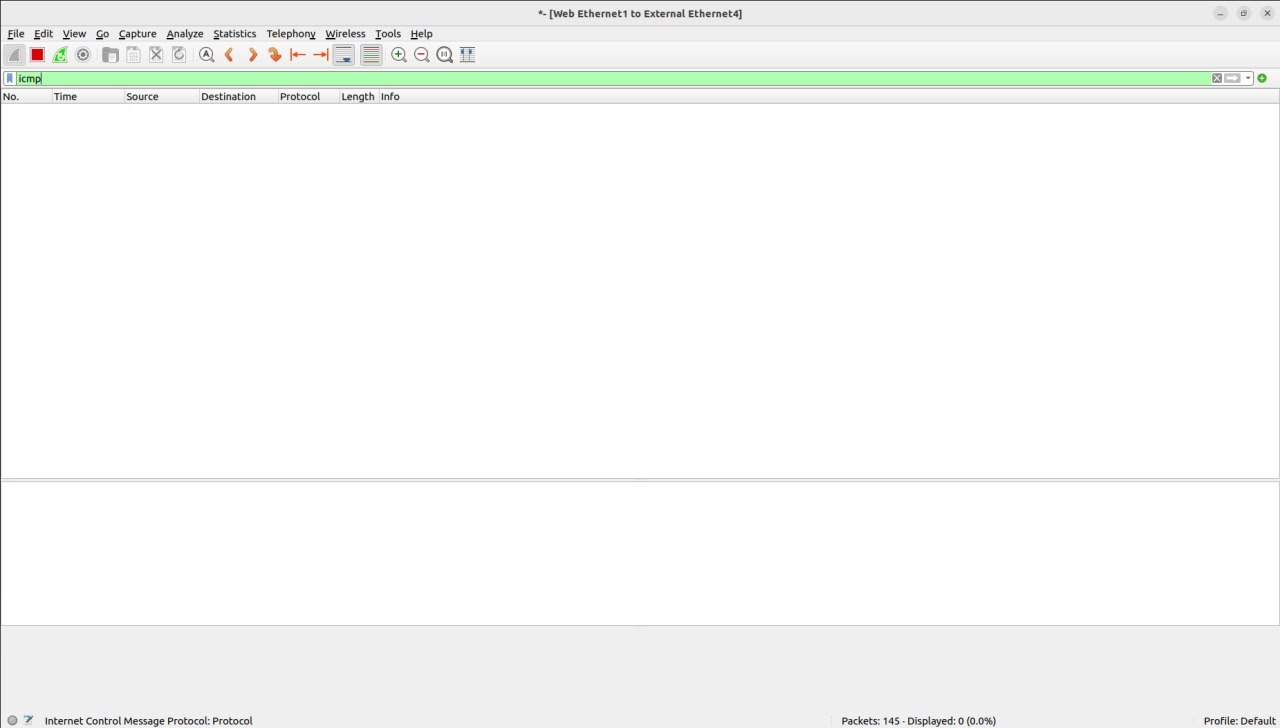 *- [Web Ethernet1 to External Ethernet4]
File Edit View Go Capture Analyze Statistics Telephony Wireless Tools Help
icmp
No. Time Source Destination Protocol Length Info
Internet Control Message Protocol: Protocol Packets: 145 · Displayed: 0 (0.0%) Profile: Default